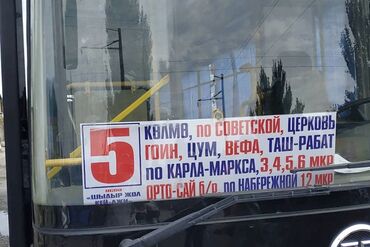 5
КВЛМВ, по СОВЕТСКОЙ, ЦЕРКОВЬ
ГОИН, ЦУМ, ВЕФА, ТАШ-РАБАТ
по КАРЛА-МАРКСА, 3,4,5,6 МКР
ОРТО-САЙ б/р, по НАБЕРЕЖНОЙ 12 МКР